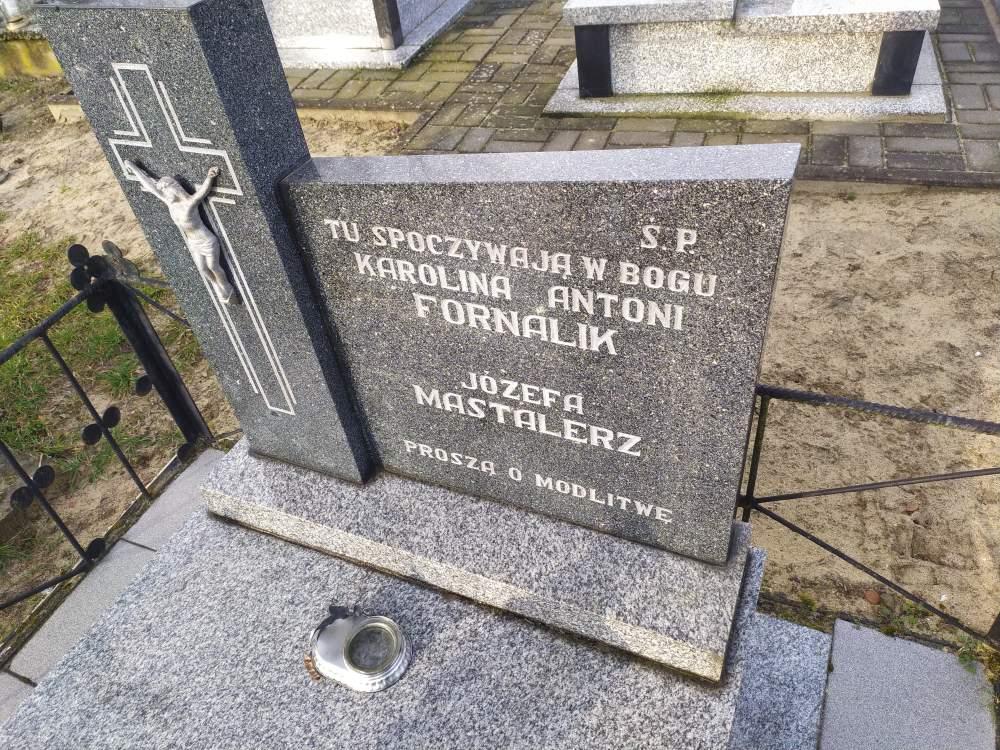 Ś.P.
TU SPOCZYWAJĄ W BOGU
KAROLINA ANTONI
FORNALIK
JÓZEFA
MASTALERZ
PROSZĄ O MODLITWĘ